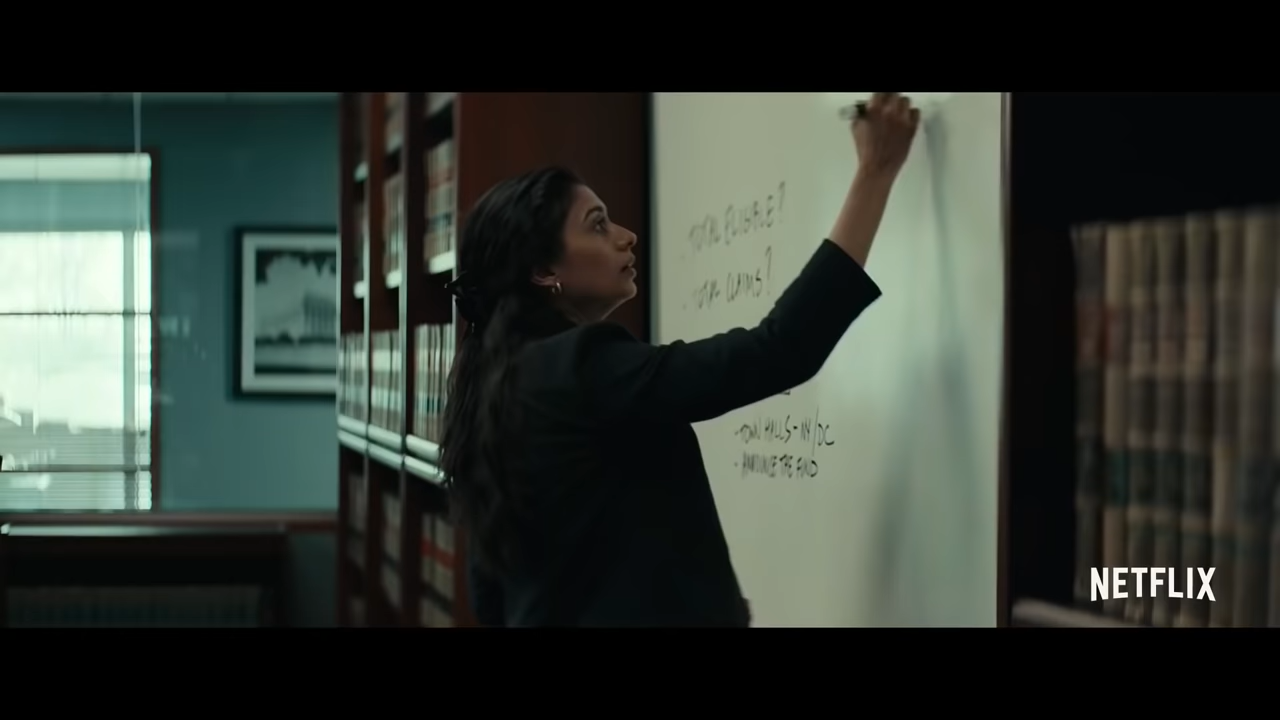 - TOTAL ELIGIBLE?
- TOTAL CLAIMS?
- TOWN HALLS - NY/DC
- ANNOUNCE THE FUND
NETFLIX